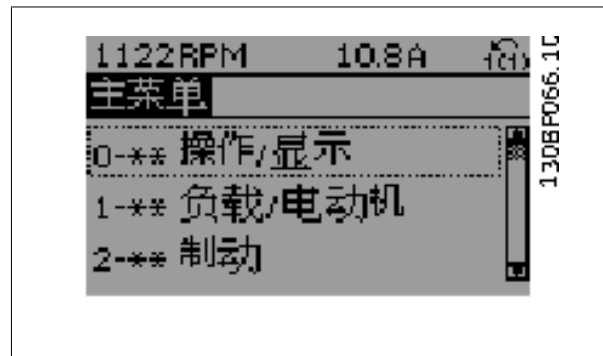 1122RPM 10.8A (1)
主菜单
0-** 操作/显示
1-** 负载/电动机
2-** 制动
130BP066.10